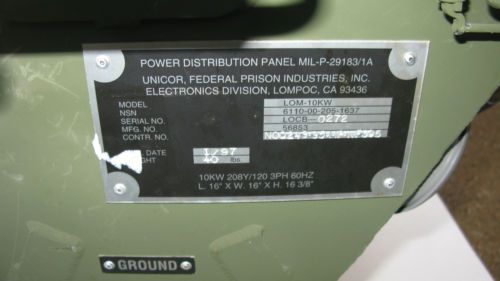 POWER DISTRIBUTION PANEL MIL-P-29183/1A
UNICOR, FEDERAL PRISON INDUSTRIES, INC.
ELECTRONICS DIVISION, LOMPOC, CA 93436
MODEL LOM-10KW
NSN 6110-00-205-1637
SERIAL NO. LOCB-0272
MFG. NO. 56853
CONTR. NO.
DATE 1/97
40 lbs.
10KW 208Y/120 3PH 60HZ
L. 16" X W. 16" X H. 16 3/8"
GROUND